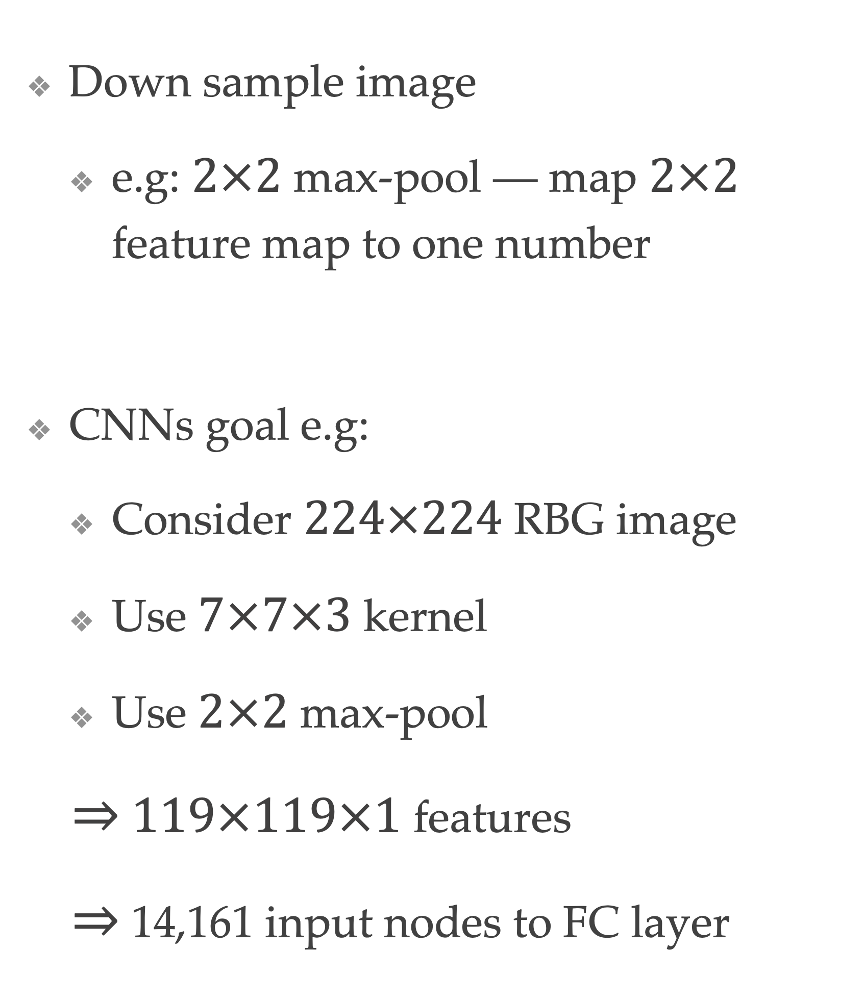 ❖ Down sample image
❖ e.g: 2×2 max-pool — map 2×2
feature map to one number
❖ CNNs goal e.g:
❖ Consider 224×224 RBG image
❖ Use 7×7×3 kernel
❖ Use 2×2 max-pool
⇒ 119×119×1 features
⇒ 14,161 input nodes to FC layer